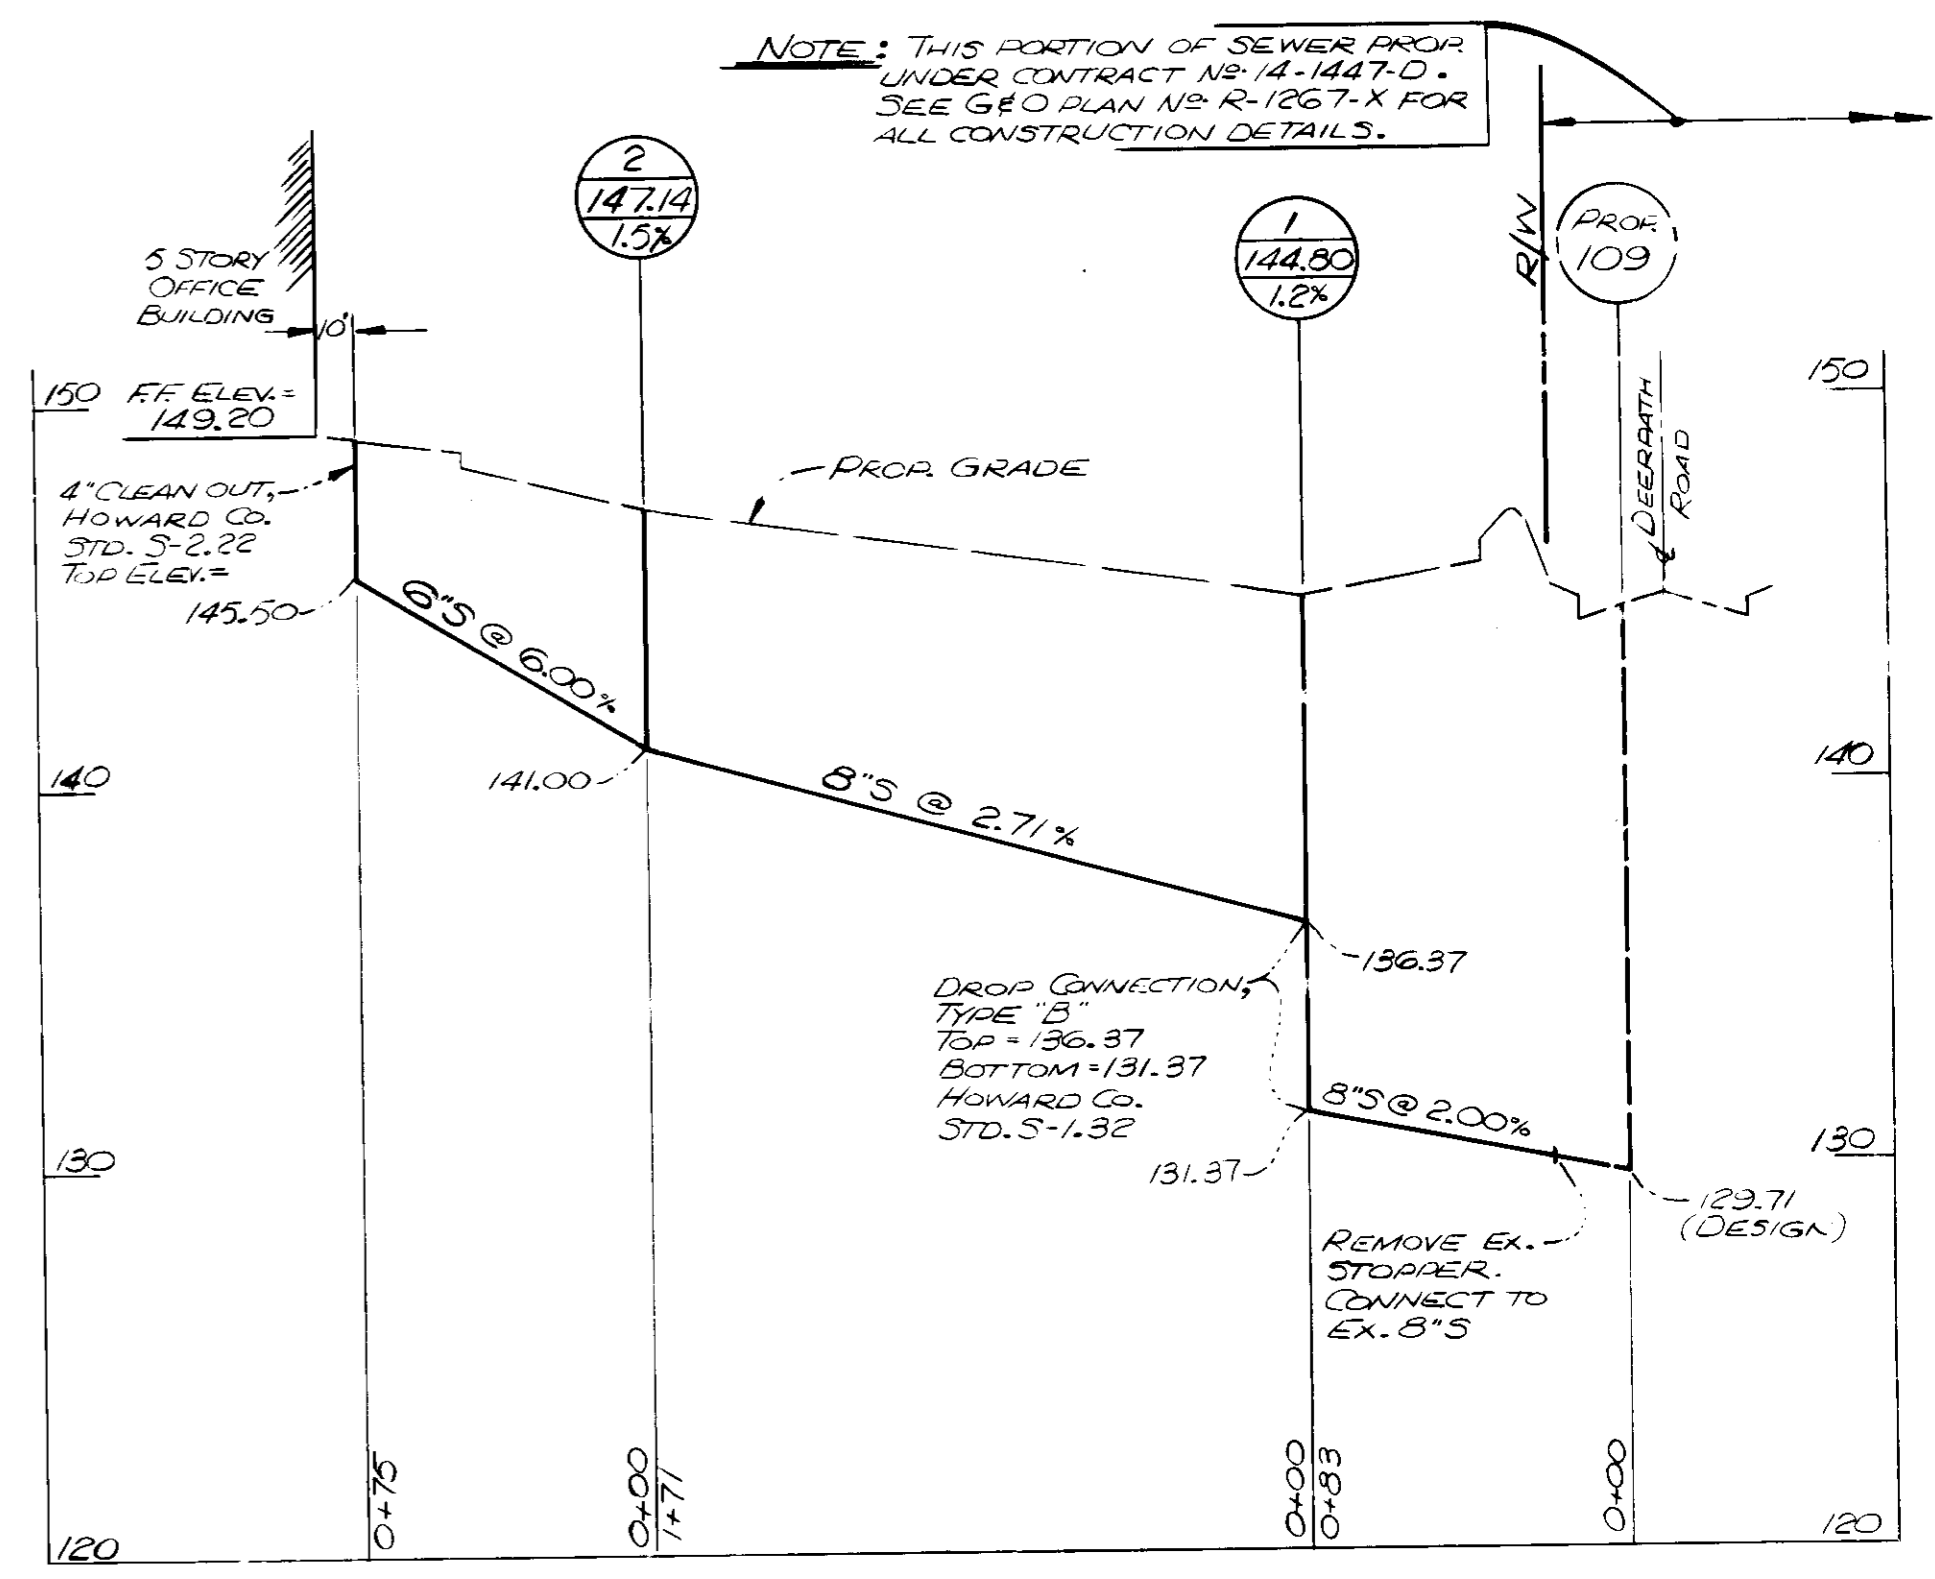 NOTE: THIS PORTION OF SEWER PROP.
UNDER CONTRACT Nº. 14-1447-D.
SEE G&O PLAN Nº. R-1267-X FOR
ALL CONSTRUCTION DETAILS.
2
147.14
1.5%
1
144.80
1.2%
R/W
PROP.
109
5 STORY
OFFICE
BUILDING
10'
150
F.F. ELEV.=
149.20
150
DEERPATH
ROAD
PROP. GRADE
4" CLEAN OUT,
HOWARD CO.
STD. S-2.22
TOP ELEV.=
145.50
6"S @ 6.00%
140
141.00
8"S @ 2.71%
140
136.37
DROP CONNECTION,
TYPE "B"
TOP = 136.37
BOTTOM = 131.37
HOWARD CO.
STD. S-1.32
131.37
8"S @ 2.00%
130
130
129.71
(DESIGN)
REMOVE EX.
STOPPER.
CONNECT TO
EX. 8"S
0+75
0+00
1+71
0+00
0+83
0+00
120
120